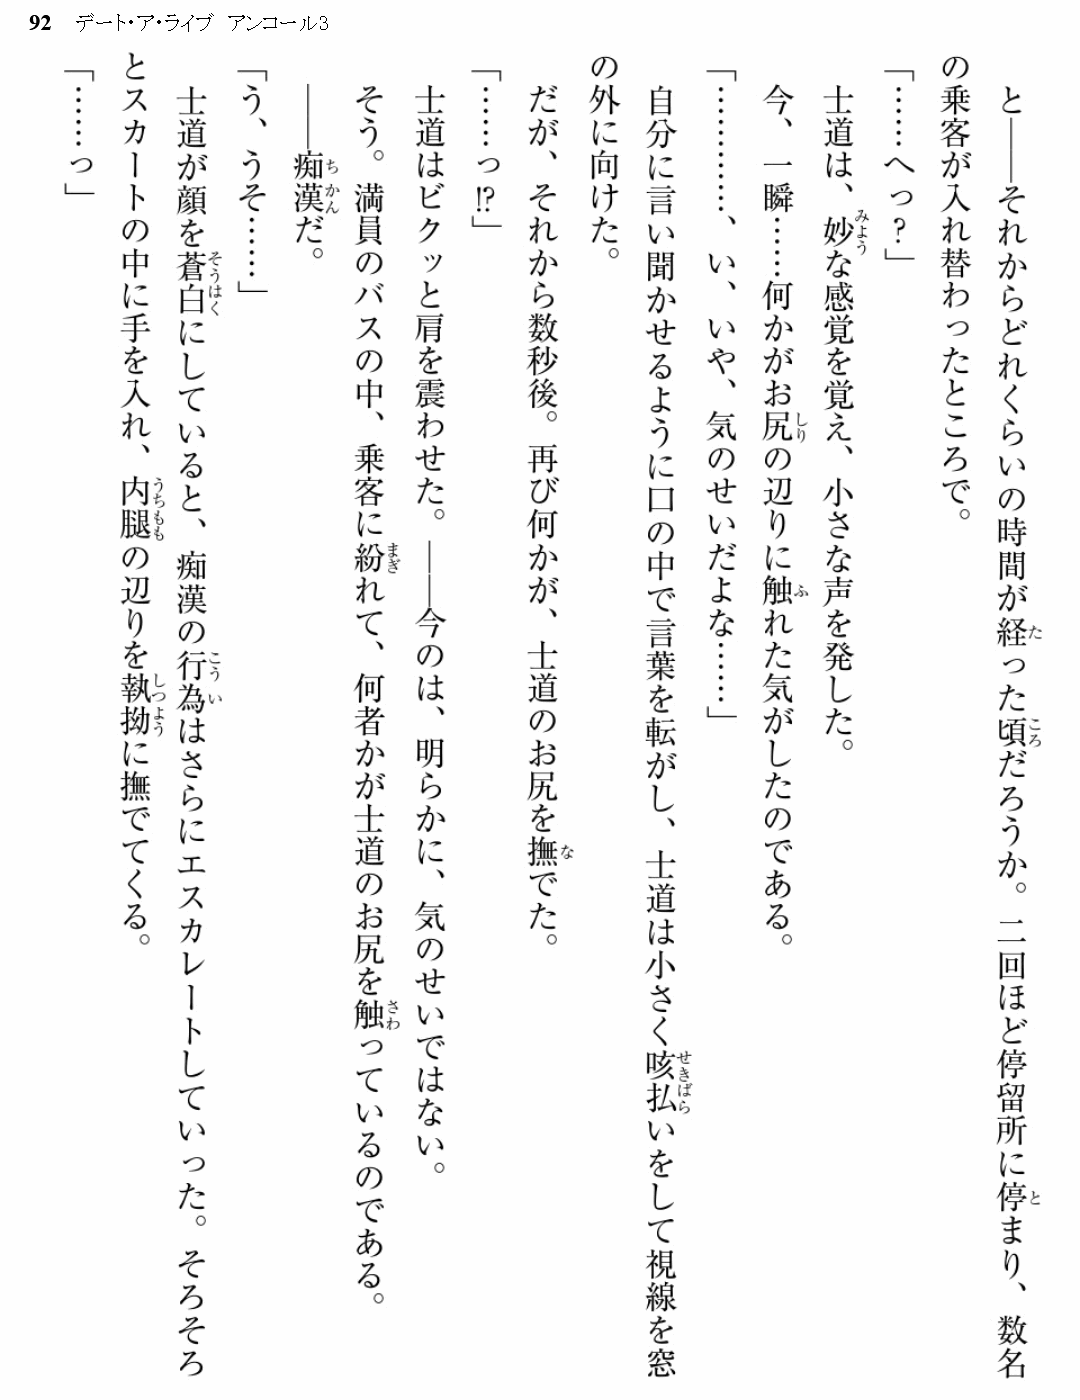 92 デート・ア・ライブ アンコール3
と――それからどれくらいの時間が経った頃だろうか。二回ほど停留所に停まり、数名
の乗客が入れ替わったところで。
「……へっ？」
士道は、妙な感覚を覚え、小さな声を発した。
今、一瞬……何かがお尻の辺りに触れた気がしたのである。
「…………、い、いや、気のせいだよな……」
自分に言い聞かせるように口の中で言葉を転がし、士道は小さく咳払いをして視線を窓
の外に向けた。
だが、それから数秒後。再び何かが、士道のお尻を撫でた。
「……っ!?」
士道はビクッと肩を震わせた。――今のは、明らかに、気のせいではない。
そう。満員のバスの中、乗客に紛れて、何者かが士道のお尻を触っているのである。
――痴漢だ。
「う、うそ……」
士道が顔を蒼白にしていると、痴漢の行為はさらにエスカレートしていった。そろそろ
とスカートの中に手を入れ、内腿の辺りを執拗に撫でてくる。
「……っ」